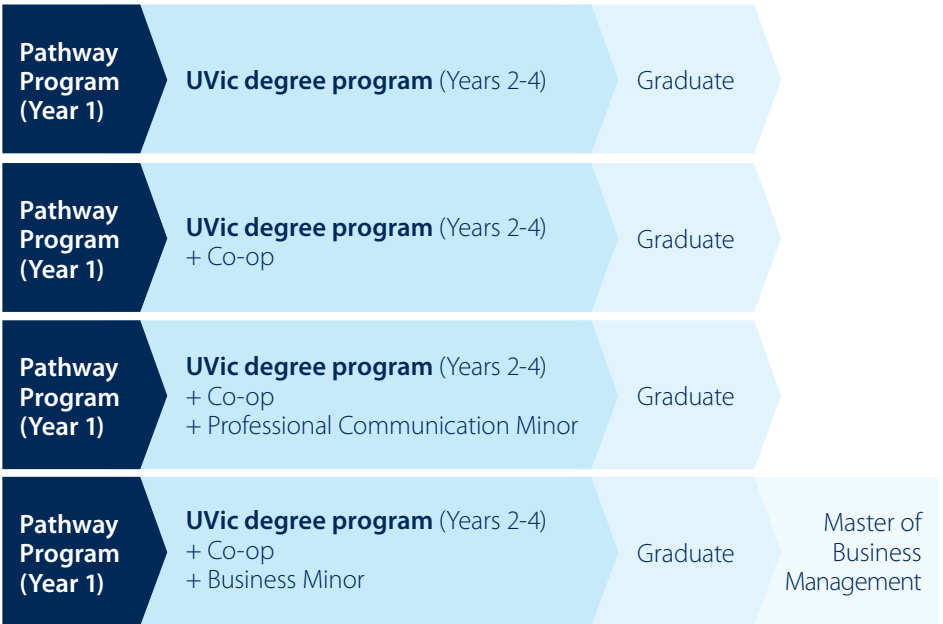 Pathway
Program
(Year 1)
UVic degree program (Years 2-4)
Graduate
Pathway
Program
(Year 1)
UVic degree program (Years 2-4)
+ Co-op
Graduate
Pathway
Program
(Year 1)
UVic degree program (Years 2-4)
+ Co-op
+ Professional Communication Minor
Graduate
Pathway
Program
(Year 1)
UVic degree program (Years 2-4)
+ Co-op
+ Business Minor
Graduate
Master of
Business
Management